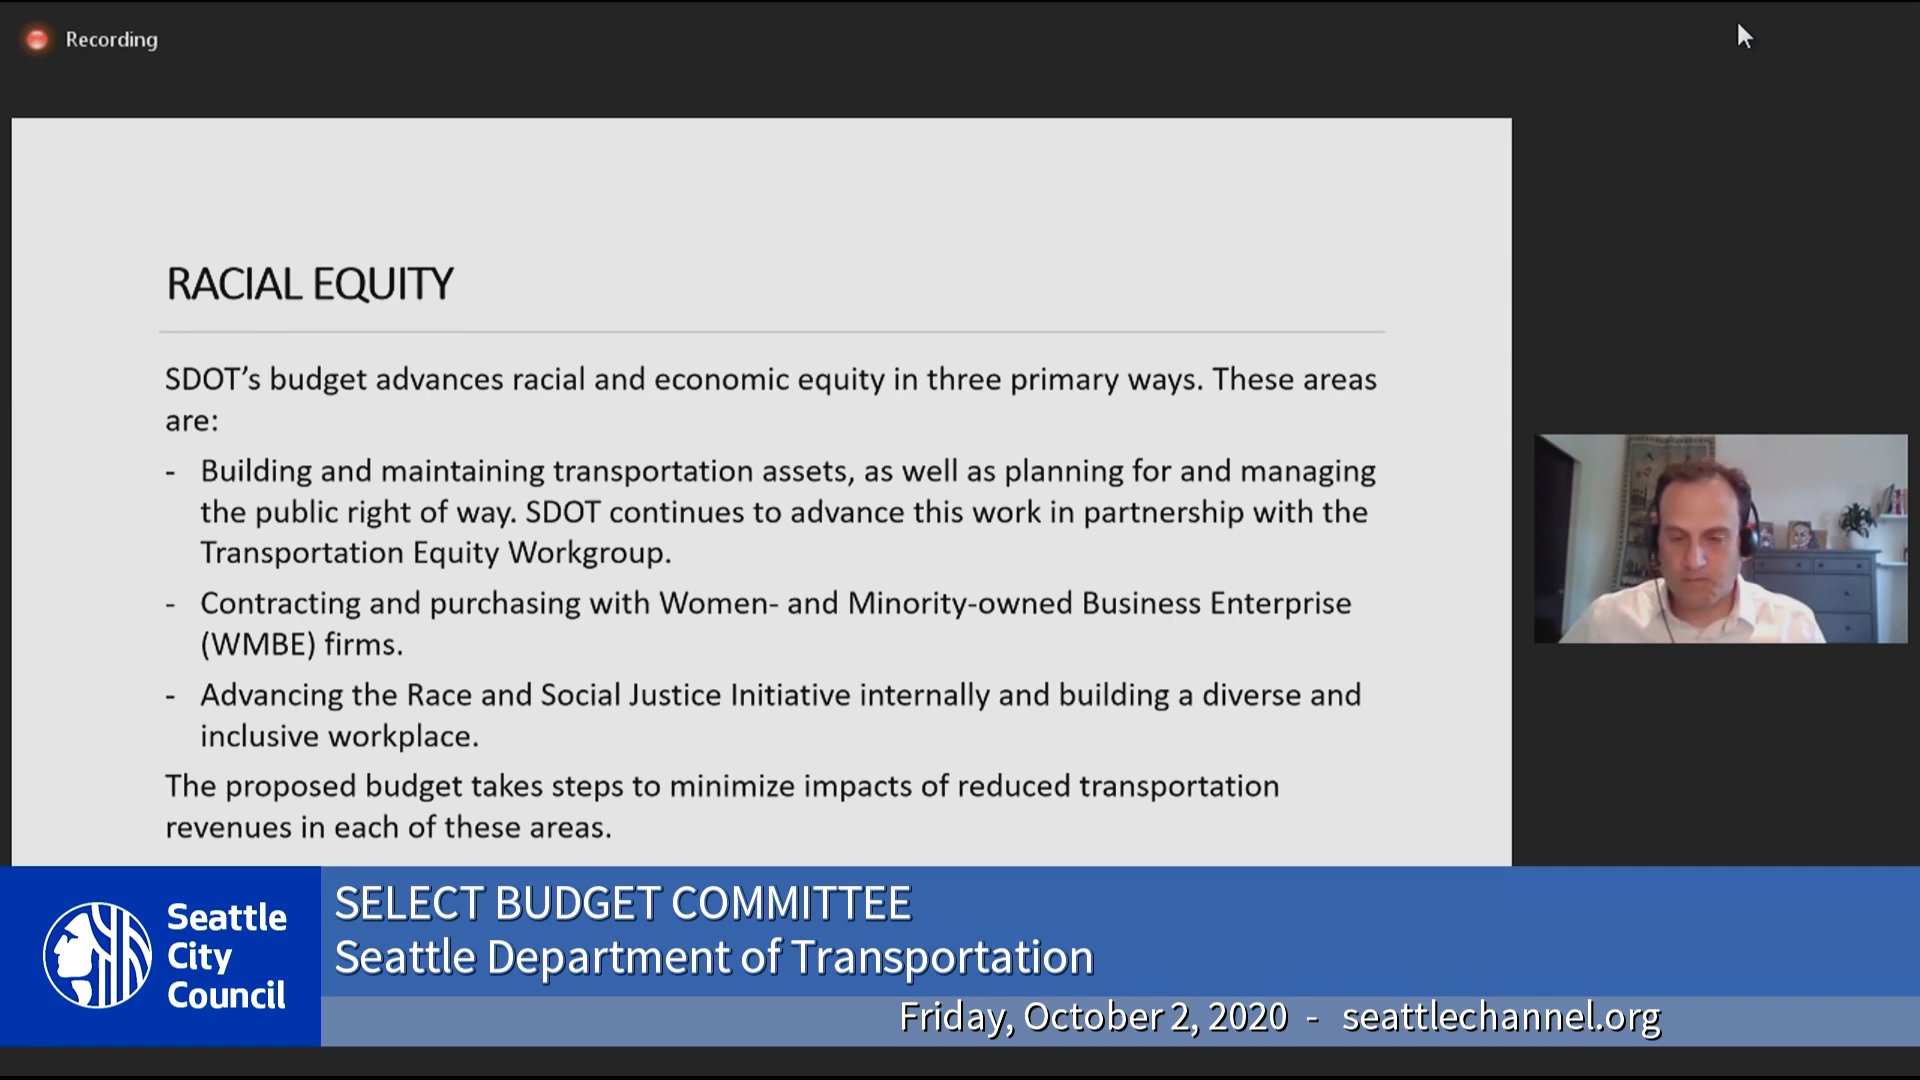 Recording
RACIAL EQUITY
SDOT’s budget advances racial and economic equity in three primary ways. These areas
are:
- Building and maintaining transportation assets, as well as planning for and managing
the public right of way. SDOT continues to advance this work in partnership with the
Transportation Equity Workgroup.
- Contracting and purchasing with Women- and Minority-owned Business Enterprise
(WMBE) firms.
- Advancing the Race and Social Justice Initiative internally and building a diverse and
inclusive workplace.
The proposed budget takes steps to minimize impacts of reduced transportation
revenues in each of these areas.
Seattle
City
Council
SELECT BUDGET COMMITTEE
Seattle Department of Transportation
Friday, October 2, 2020 - seattlechannel.org